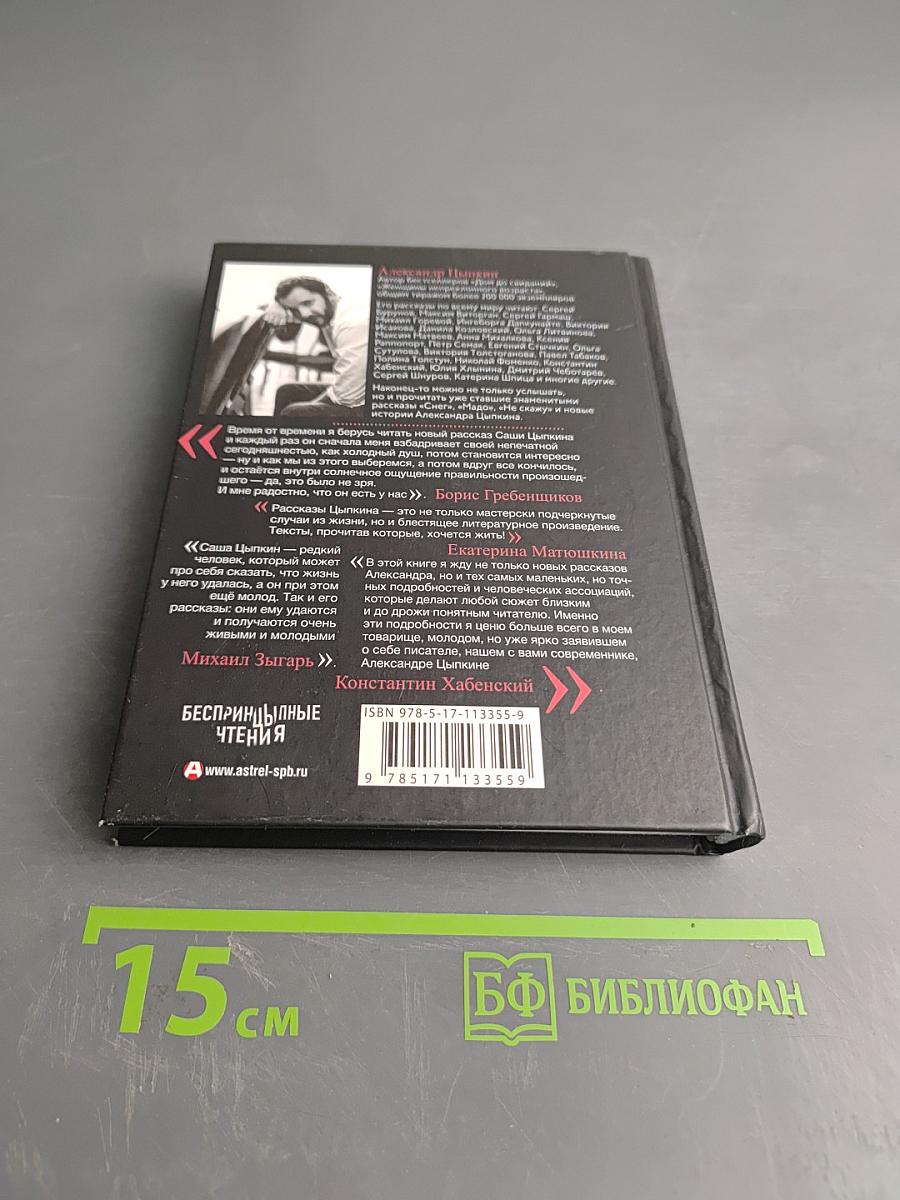 Александр Цыпкин
Автор бестселлеров «Дом до свиданий»,
«Женщины непреклонного возраста»,
общим тиражом более 200 000 экземпляров
Его рассказы по всему миру читают: Сергей
Бурунов, Максим Виторган, Сергей Гармаш,
Михаил Горевой, Ингеборга Дапкунайте, Виктория
Исакова, Данила Козловский, Ольга Литвинова,
Максим Матвеев, Анна Михалкова, Ксения
Раппопорт, Петр Семак, Евгений Стычкин, Ольга
Сутулова, Виктория Толстоганова, Павел Табаков,
Полина Толстун, Николай Фоменко, Константин
Хабенский, Юлия Хлынина, Дмитрий Чеботарёв,
Сергей Шнуров, Катерина Шпица и многие другие.
Наконец-то можно не только услышать,
но и прочитать уже ставшие знаменитыми
рассказы «Снег», «Мадо», «Не скажу» и новые
истории Александра Цыпкина.
« Время от времени я берусь читать новый рассказ Саши Цыпкина
и каждый раз он сначала меня взбадривает своей непечатной
сегодняшностью, как холодный душ, потом становится интересно
— ну и как мы из этого выберемся, а потом вдруг все кончилось,
и остаётся внутри солнечное ощущение правильности произошед-
шего — да, это было не зря.
И мне радостно, что он есть у нас». Борис Гребенщиков
« Рассказы Цыпкина — это не только мастерски подчеркнутые
случаи из жизни, но и блестящее литературное произведение.
Тексты, прочитав которые, хочется жить! »
Екатерина Матюшкина
«Саша Цыпкин — редкий
человек, который может
про себя сказать, что жизнь
у него удалась, а он при этом
ещё молод. Так и его
рассказы: они ему удаются
и получаются очень
живыми и молодыми
Михаил Зыгарь ».
« В этой книге я жду не только новых рассказов
Александра, но и тех самых маленьких, но точ-
ных подробностей и человеческих ассоциаций,
которые делают любой сюжет близким
и до дрожи понятным читателю. Именно
эти подробности я ценю больше всего в моем
товарище, молодом, но уже ярко заявившем
о себе писателе, нашем с вами современнике,
Александре Цыпкине
Константин Хабенский »
БЕСПРИНЦЫПНЫЕ
ЧТЕНИЯ
www.astrel-spb.ru
ISBN 978-5-17-113355-9
9 785171 133559
15 см
БФ БИБЛИОФАН